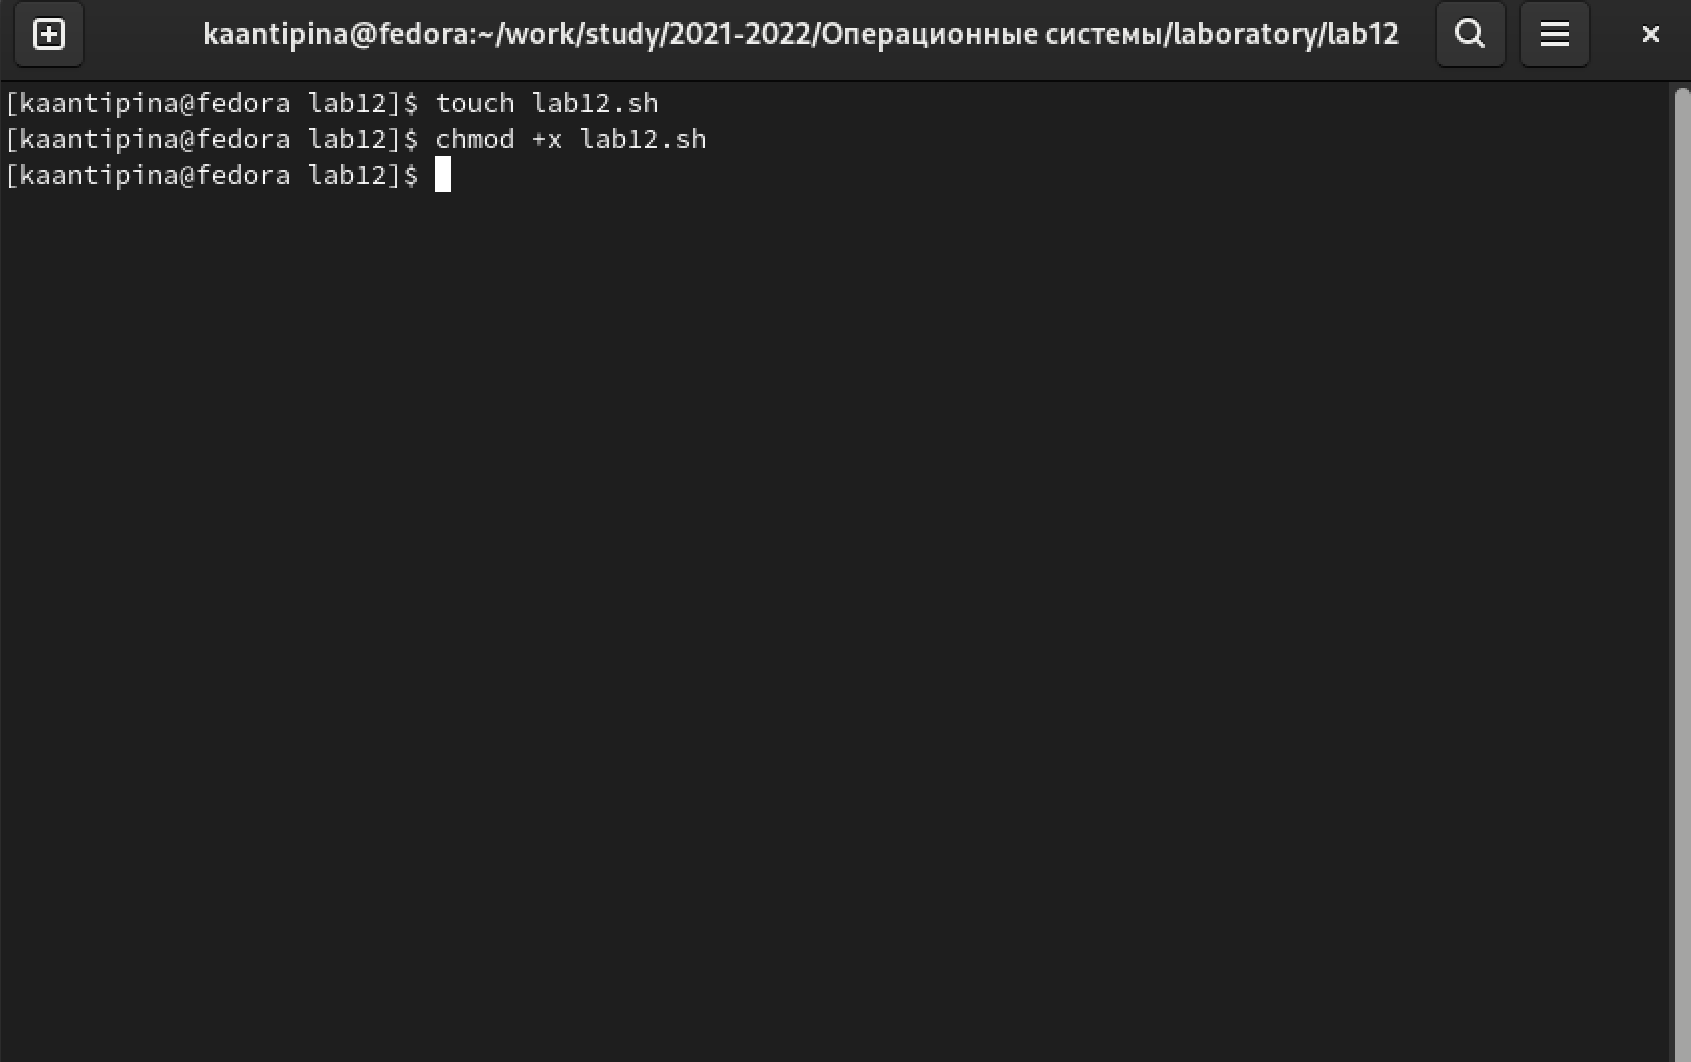 kaantipina@fedora:~/work/study/2021-2022/Операционные системы/laboratory/lab12
[kaantipina@fedora lab12]$ touch lab12.sh
[kaantipina@fedora lab12]$ chmod +x lab12.sh
[kaantipina@fedora lab12]$